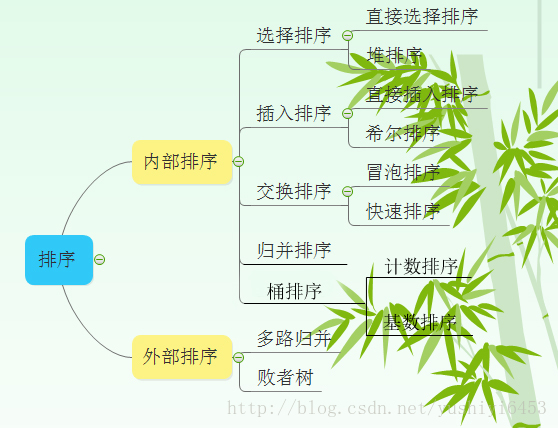 排序
内部排序
选择排序
直接选择排序
堆排序
插入排序
直接插入排序
希尔排序
交换排序
冒泡排序
快速排序
归并排序
桶排序
计数排序
基数排序
外部排序
多路归并
败者树
http://blog.csdn.net/yushiyi6453